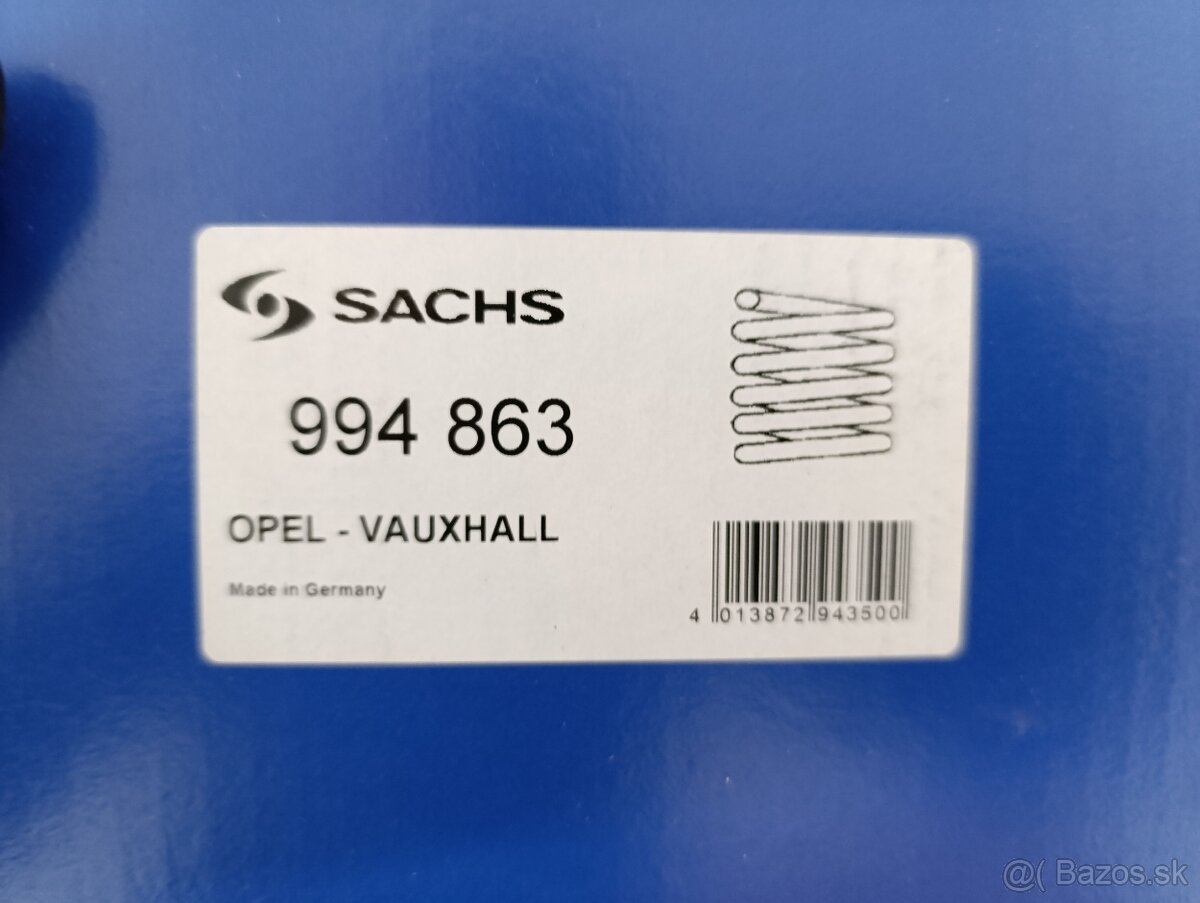 SACHS
994 863
OPEL - VAUXHALL
Made in Germany
4 013872 943500
@( Bazos.sk